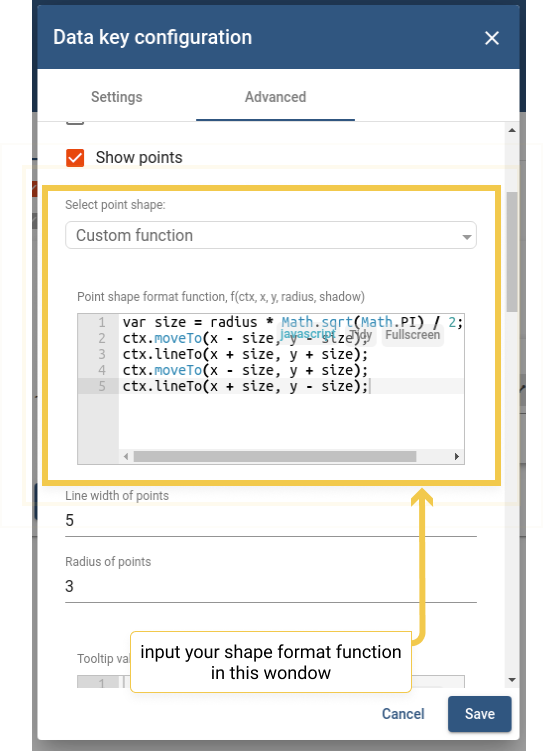 Data key configuration
Settings
Advanced
Show points
Select point shape:
Custom function
Point shape format function, f(ctx, x, y, radius, shadow)
javascript Tidy Fullscreen
1 var size = radius * Math.sqrt(Math.PI) / 2;
2 ctx.moveTo(x - size, y - size);
3 ctx.lineTo(x + size, y + size);
4 ctx.moveTo(x - size, y + size);
5 ctx.lineTo(x + size, y - size);
Line width of points
5
Radius of points
3
Tooltip
1
input your shape format function
in this wondow
Cancel
Save